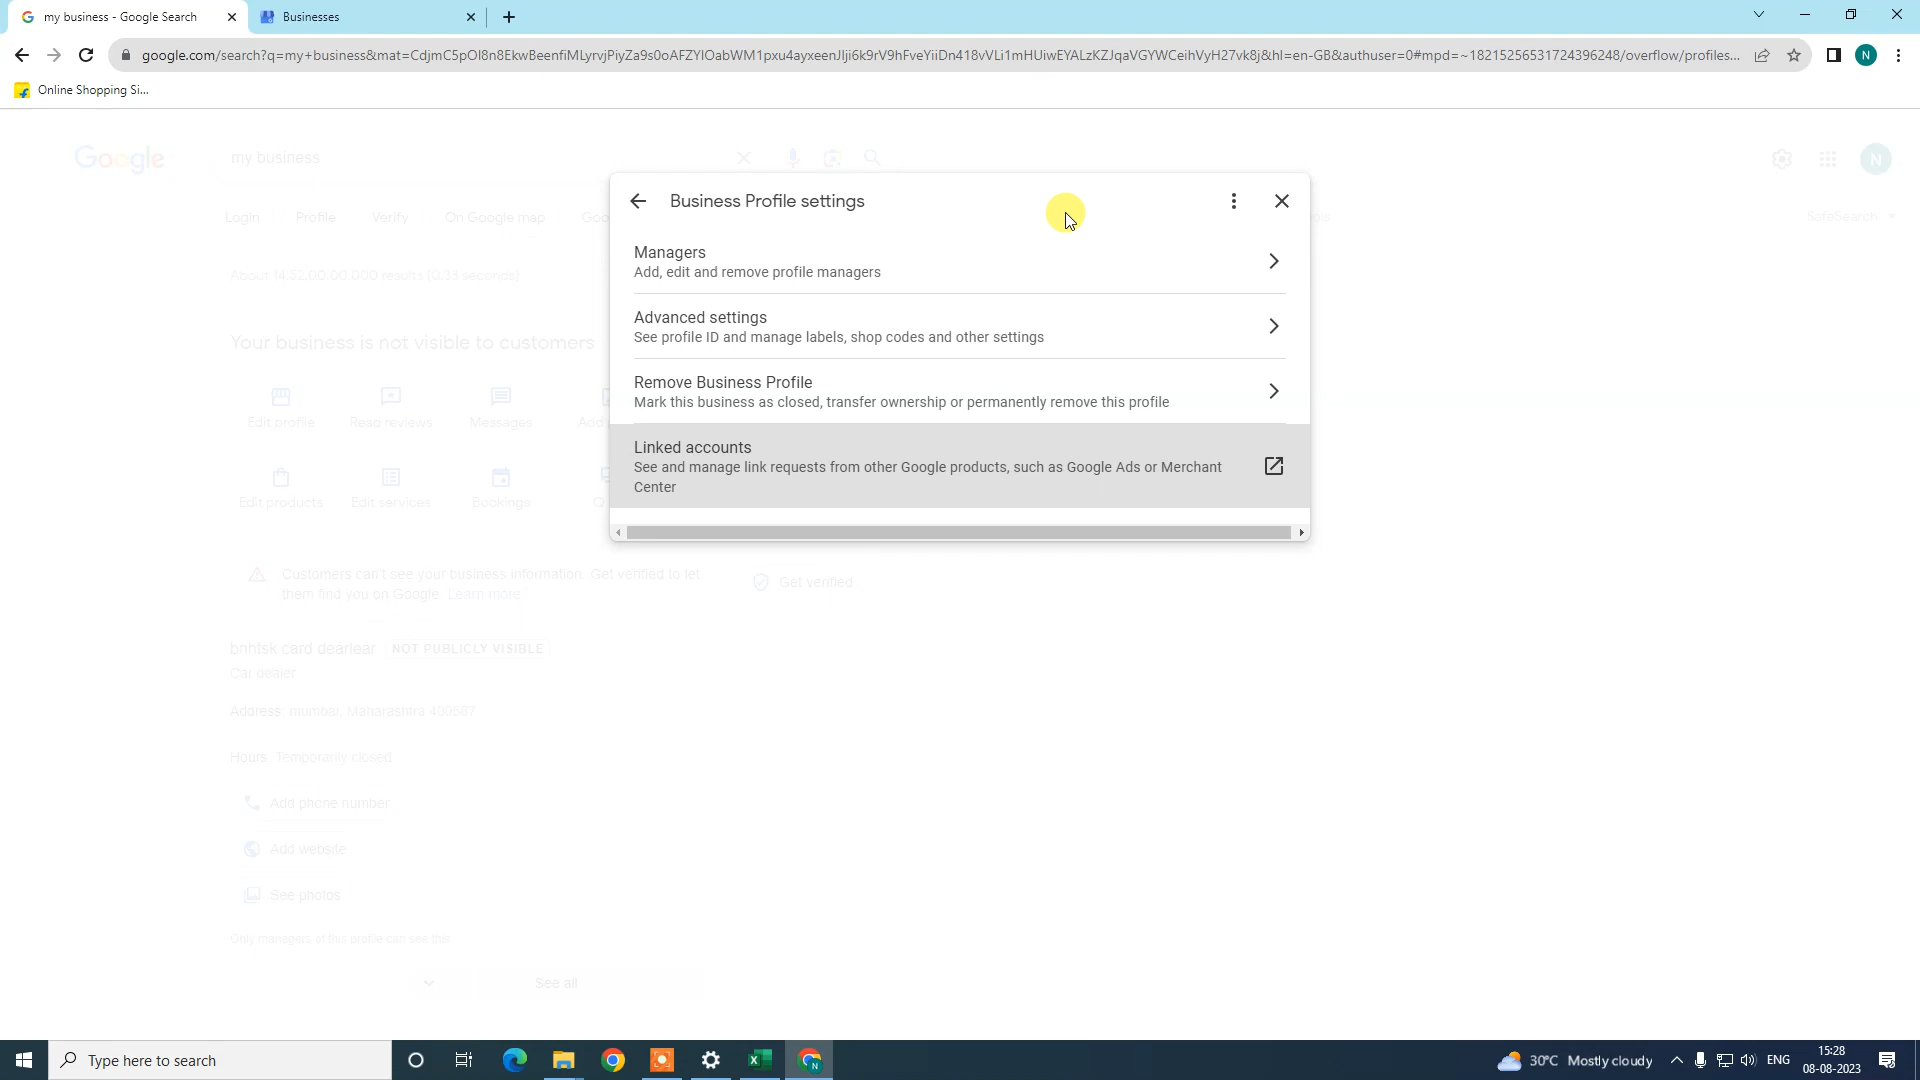 my business - Google Search
Businesses
google.com/search?q=my+business&mat=CdjmC5pOI8n8EkwBeenfiMLyrvjPiyZa9s0oAFZYIOabWM1pxu4ayxeenJIji6k9rV9hFveYiiDn418vVLi1mHUiwEYALzKZJqaVGYWCeihVyH27vk8j&hl=en-GB&authuser=0#mpd=~18215256531724396248/overflow/profiles...
N
Online Shopping Si...
Google
my business
N
Login
Profile
Verify
On Google map
SafeSearch
Business Profile settings
About 14,52,00,00,000 results (0.33 seconds)
Your business is not visible to customers
Managers
Add, edit and remove profile managers
Advanced settings
See profile ID and manage labels, shop codes and other settings
Remove Business Profile
Mark this business as closed, transfer ownership or permanently remove this profile
Linked accounts
See and manage link requests from other Google products, such as Google Ads or Merchant
Center
Edit profile
Read reviews
Messages
Edit products
Edit services
Bookings
Customers can't see your business information. Get verified to let
them find you on Google. Learn more
Get verified
bnhtsk card dearlear
NOT PUBLICLY VISIBLE
Car dealer
Address: mumbai, Maharashtra 400587
Hours: Temporarily closed
Add phone number
Add website
See photos
Only managers of this profile can see this
See all
Type here to search
N
30°C Mostly cloudy
ENG
15:28
08-08-2023